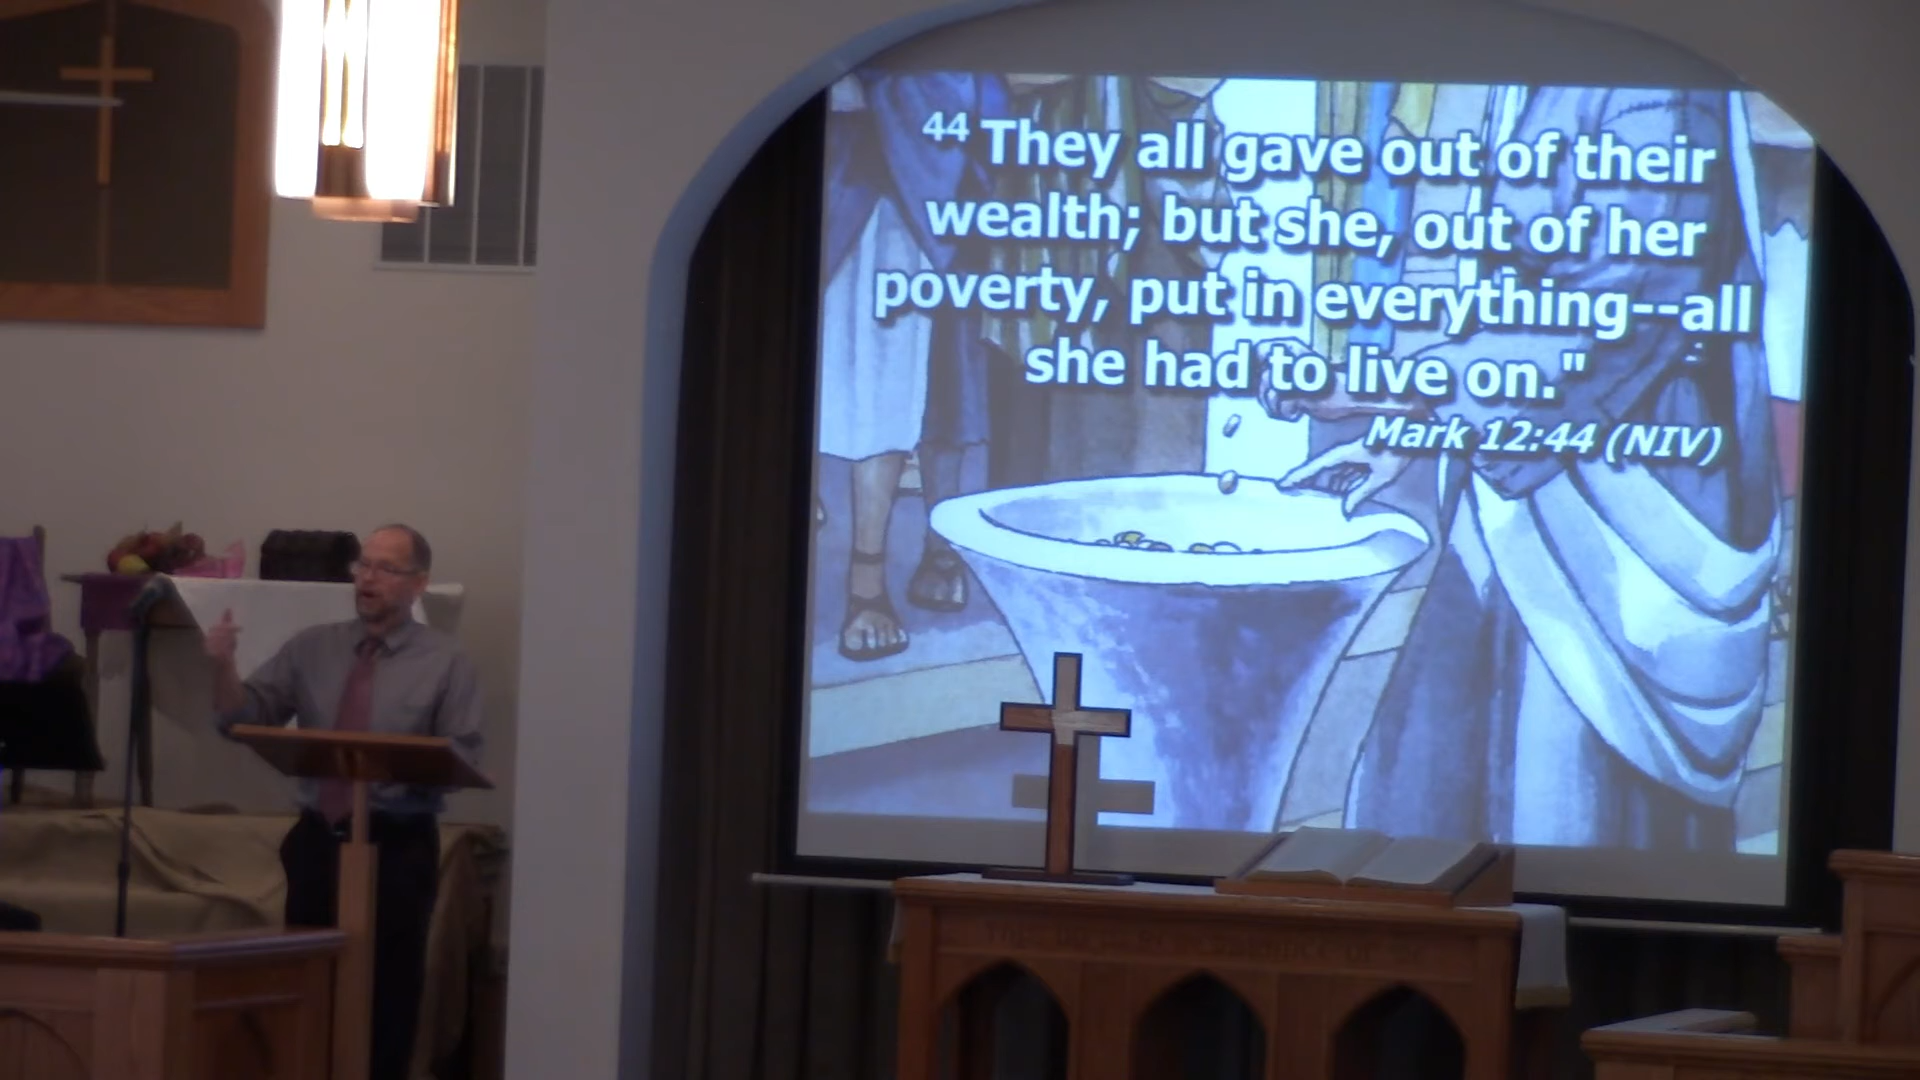 44 They all gave out of their
wealth; but she, out of her
poverty, put in everything--all
she had to live on."
Mark 12:44 (NIV)